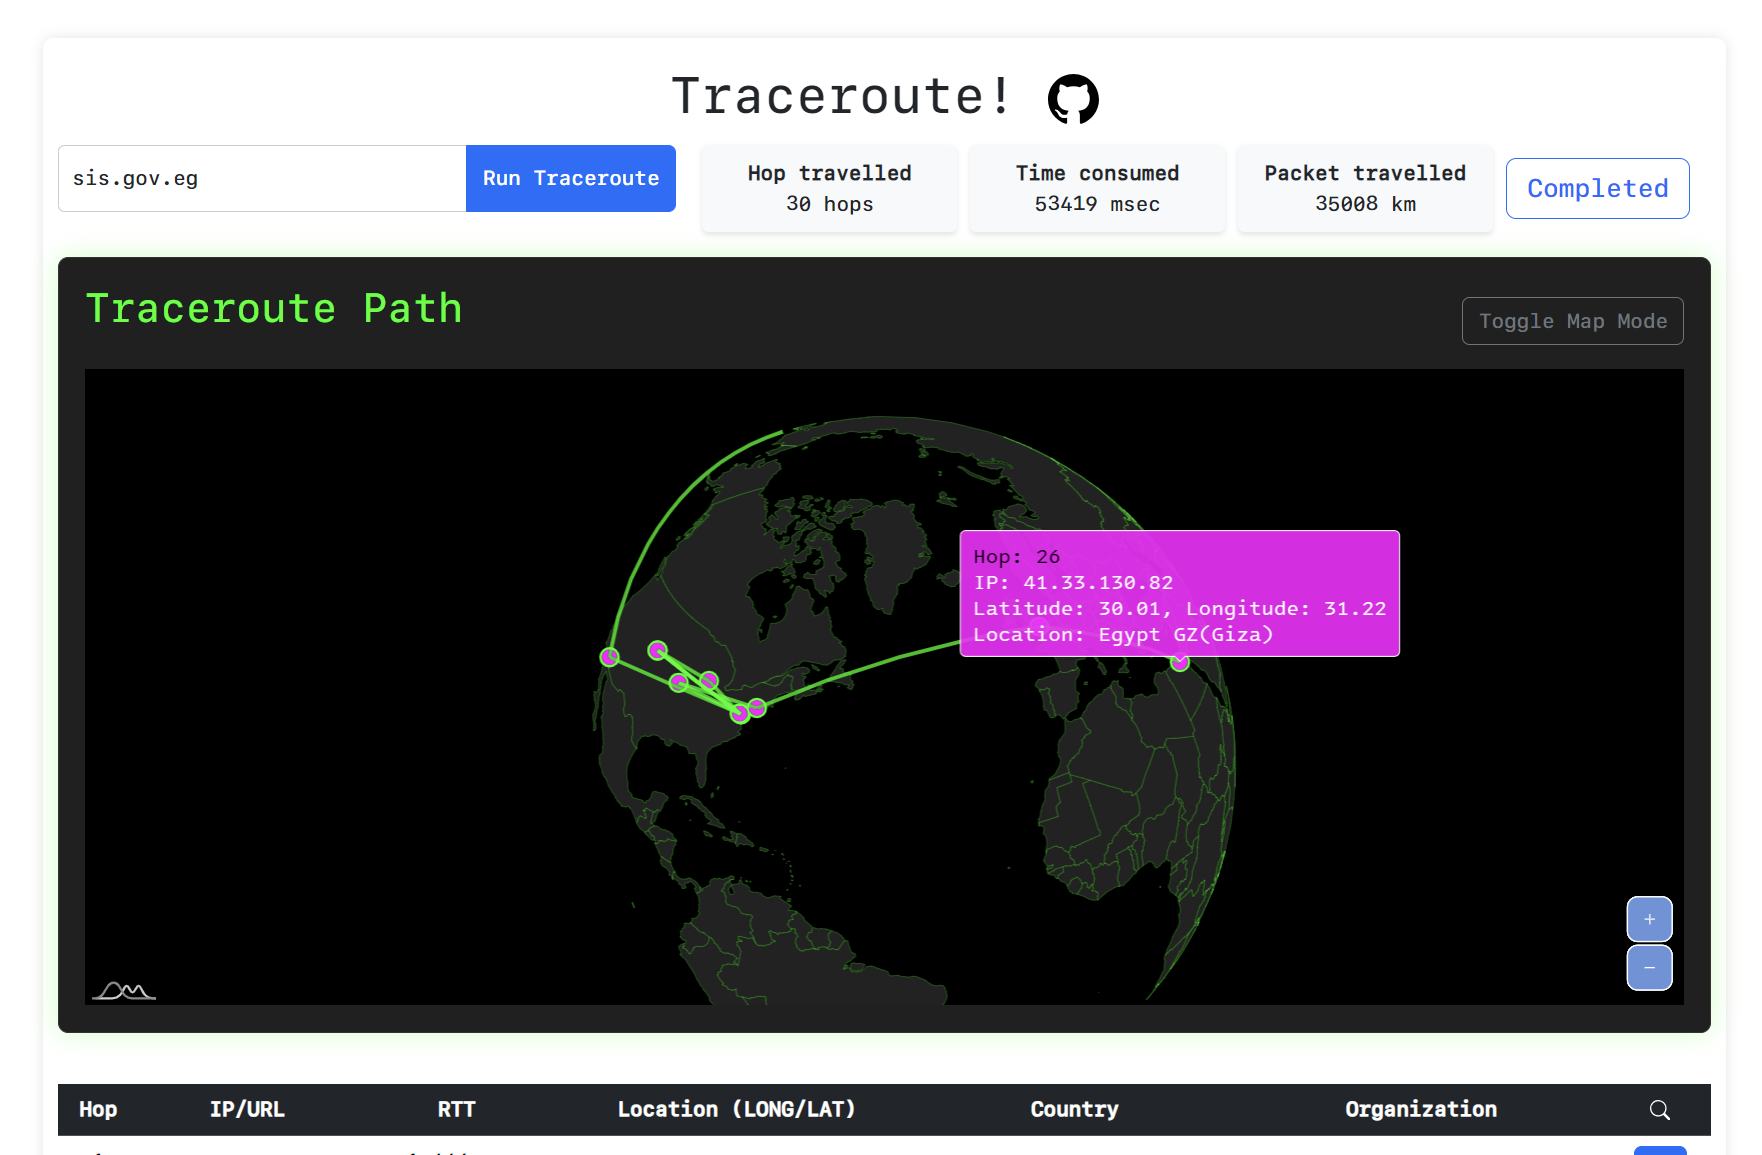 Traceroute!
sis.gov.eg
Run Traceroute
Hop travelled
30 hops
Time consumed
53419 msec
Packet travelled
35008 km
Completed
Traceroute Path
Toggle Map Mode
Hop: 26
IP: 41.33.130.82
Latitude: 30.01, Longitude: 31.22
Location: Egypt GZ(Giza)
+
−
Hop IP/URL RTT Location (LONG/LAT) Country Organization